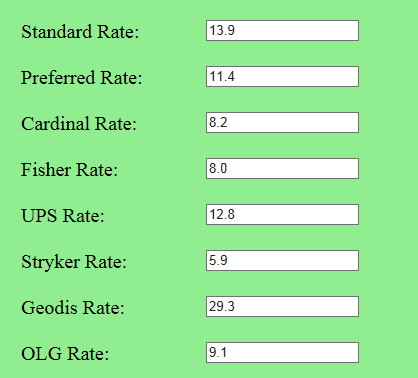 Standard Rate: 13.9
Preferred Rate: 11.4
Cardinal Rate: 8.2
Fisher Rate: 8.0
UPS Rate: 12.8
Stryker Rate: 5.9
Geodis Rate: 29.3
OLG Rate: 9.1